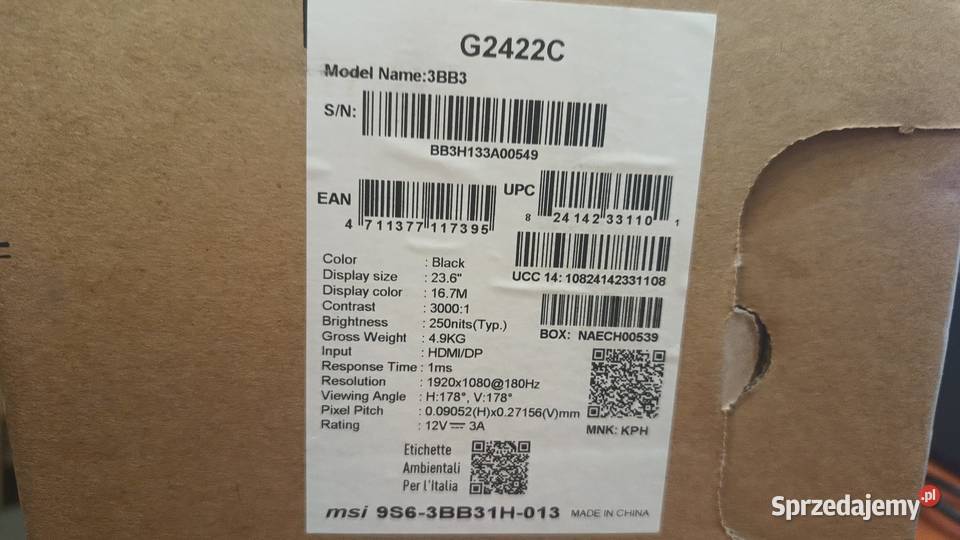 G2422C
Model Name:3BB3
S/N:
BB3H133A00549
EAN
4 711377 117395
UPC
8 24142 33110 1
UCC 14: 10824142331108
BOX: NAECH00539
Color : Black
Display size : 23.6"
Display color : 16.7M
Contrast : 3000:1
Brightness : 250nits(Typ.)
Gross Weight : 4.9KG
Input : HDMI/DP
Response Time : 1ms
Resolution : 1920x1080@180Hz
Viewing Angle : H:178°, V:178°
Pixel Pitch : 0.09052(H)x0.27156(V)mm
Rating : 12V⎓3A
MNK: KPH
Etichette
Ambientali
Per l'Italia
msi 9S6-3BB31H-013 MADE IN CHINA
Sprzedajemy.pl